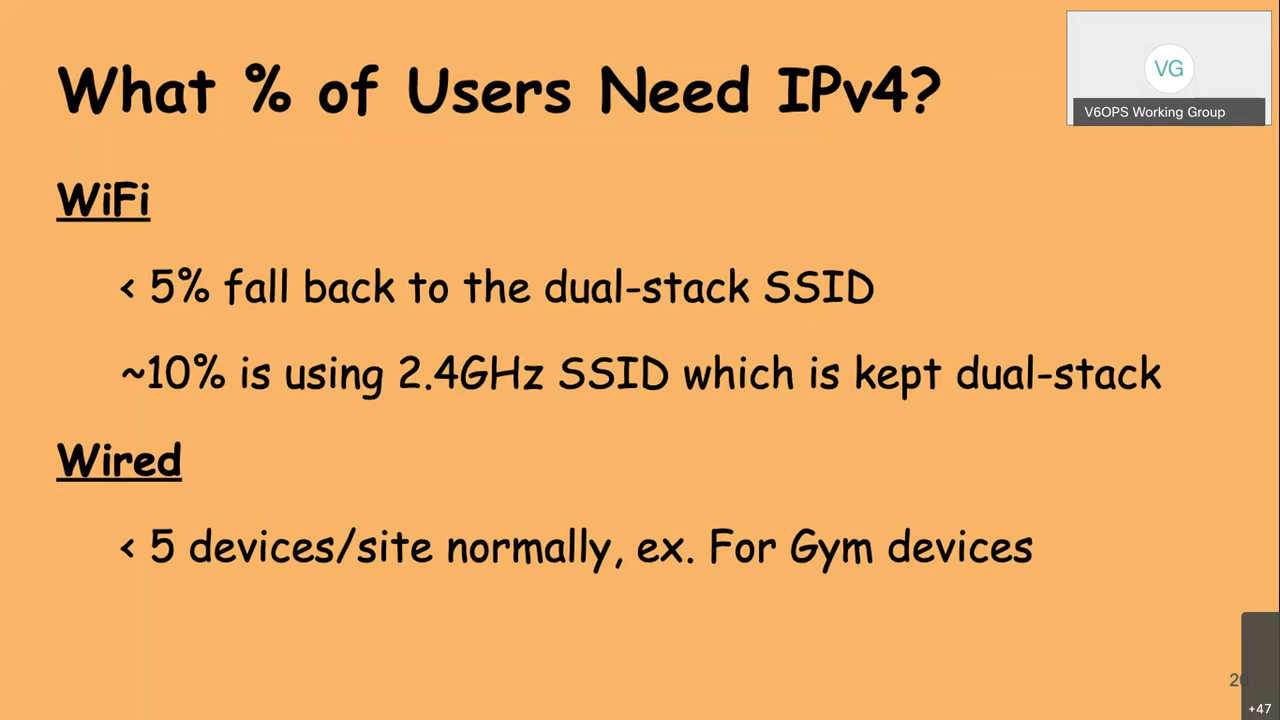 What % of Users Need IPv4?
VG
V6OPS Working Group
WiFi
< 5% fall back to the dual-stack SSID
~10% is using 2.4GHz SSID which is kept dual-stack
Wired
< 5 devices/site normally, ex. For Gym devices
+47